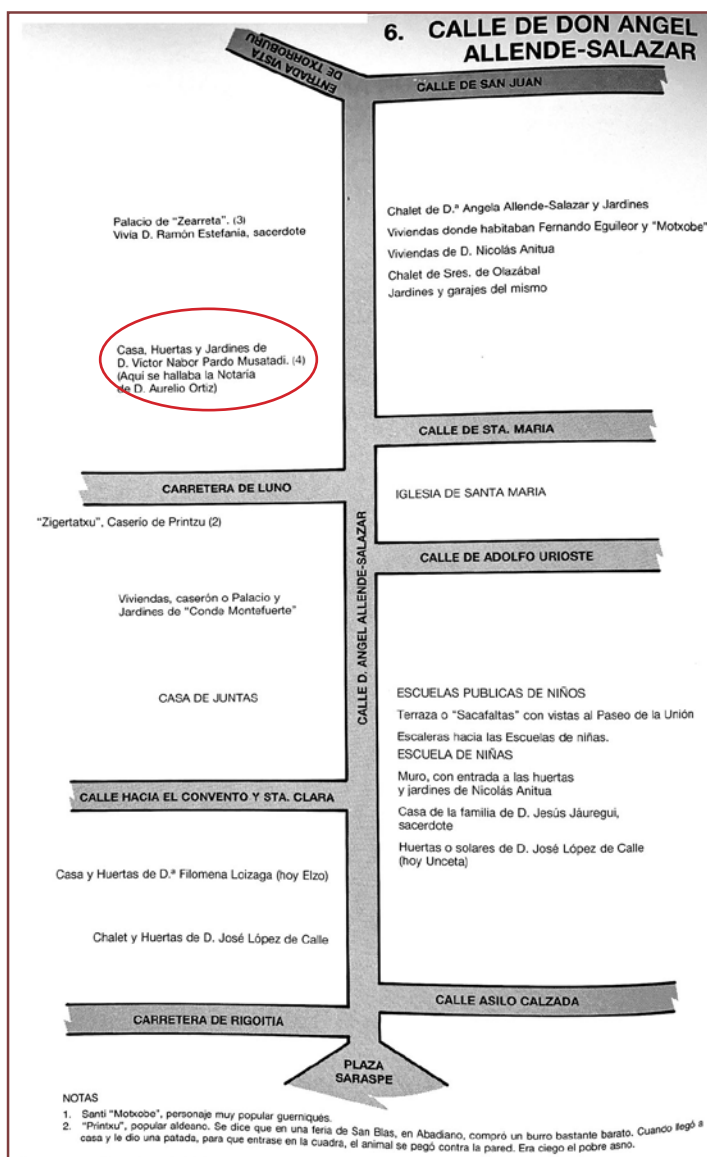 6. CALLE DE DON ANGEL
ALLENDE-SALAZAR
ENTRADA VISTA
DE TXORROBURU
CALLE DE SAN JUAN
Palacio de “Zearreta”. (3)
Vivía D. Ramón Estefanía, sacerdote
Chalet de D.ª Angela Allende-Salazar y Jardines
Viviendas donde habitaban Fernando Eguileor y “Motxobe”
Viviendas de D. Nicolás Anitua
Chalet de Sres. de Olazábal
Jardines y garajes del mismo
Casa, Huertas y Jardines de
D. Victor Nabor Pardo Musatadi. (4)
(Aquí se hallaba la Notaría
de D. Aurelio Ortiz)
CALLE DE STA. MARIA
CARRETERA DE LUNO
IGLESIA DE SANTA MARIA
“Zigertatxu”, Caserío de Printzu (2)
CALLE DE ADOLFO URIOSTE
CALLE D. ANGEL ALLENDE-SALAZAR
Viviendas, caserón o Palacio y
Jardines de “Conde Montefuerte”
CASA DE JUNTAS
ESCUELAS PUBLICAS DE NIÑOS
Terraza o “Sacafaltas” con vistas al Paseo de la Unión
Escaleras hacia las Escuelas de niñas.
ESCUELA DE NIÑAS
Muro, con entrada a las huertas
y jardines de Nicolás Anitua
Casa de la familia de D. Jesús Jáuregui,
sacerdote
Huertas o solares de D. José López de Calle
(hoy Unceta)
CALLE HACIA EL CONVENTO Y STA. CLARA
Casa y Huertas de D.ª Filomena Loizaga (hoy Elzo)
Chalet y Huertas de D. José López de Calle
CALLE ASILO CALZADA
CARRETERA DE RIGOITIA
PLAZA
SARASPE
NOTAS
1. Santi “Motxobe”, personaje muy popular guerniqués.
2. “Printxu”, popular aldeano. Se dice que en una feria de San Blas, en Abadiano, compró un burro bastante barato. Cuando llegó a
casa y le dio una patada, para que entrase en la cuadra, el animal se pegó contra la pared. Era ciego el pobre asno.